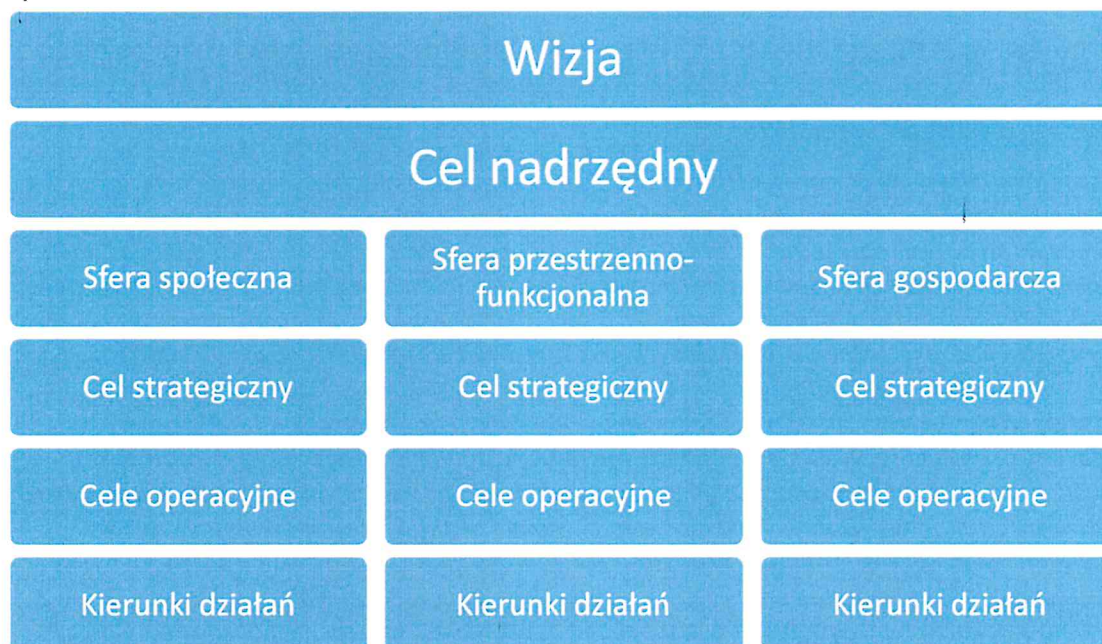 Wizja
Cel nadrzędny
Sfera społeczna
Sfera przestrzenno-
funkcjonalna
Sfera gospodarcza
Cel strategiczny
Cel strategiczny
Cel strategiczny
Cele operacyjne
Cele operacyjne
Cele operacyjne
Kierunki działań
Kierunki działań
Kierunki działań